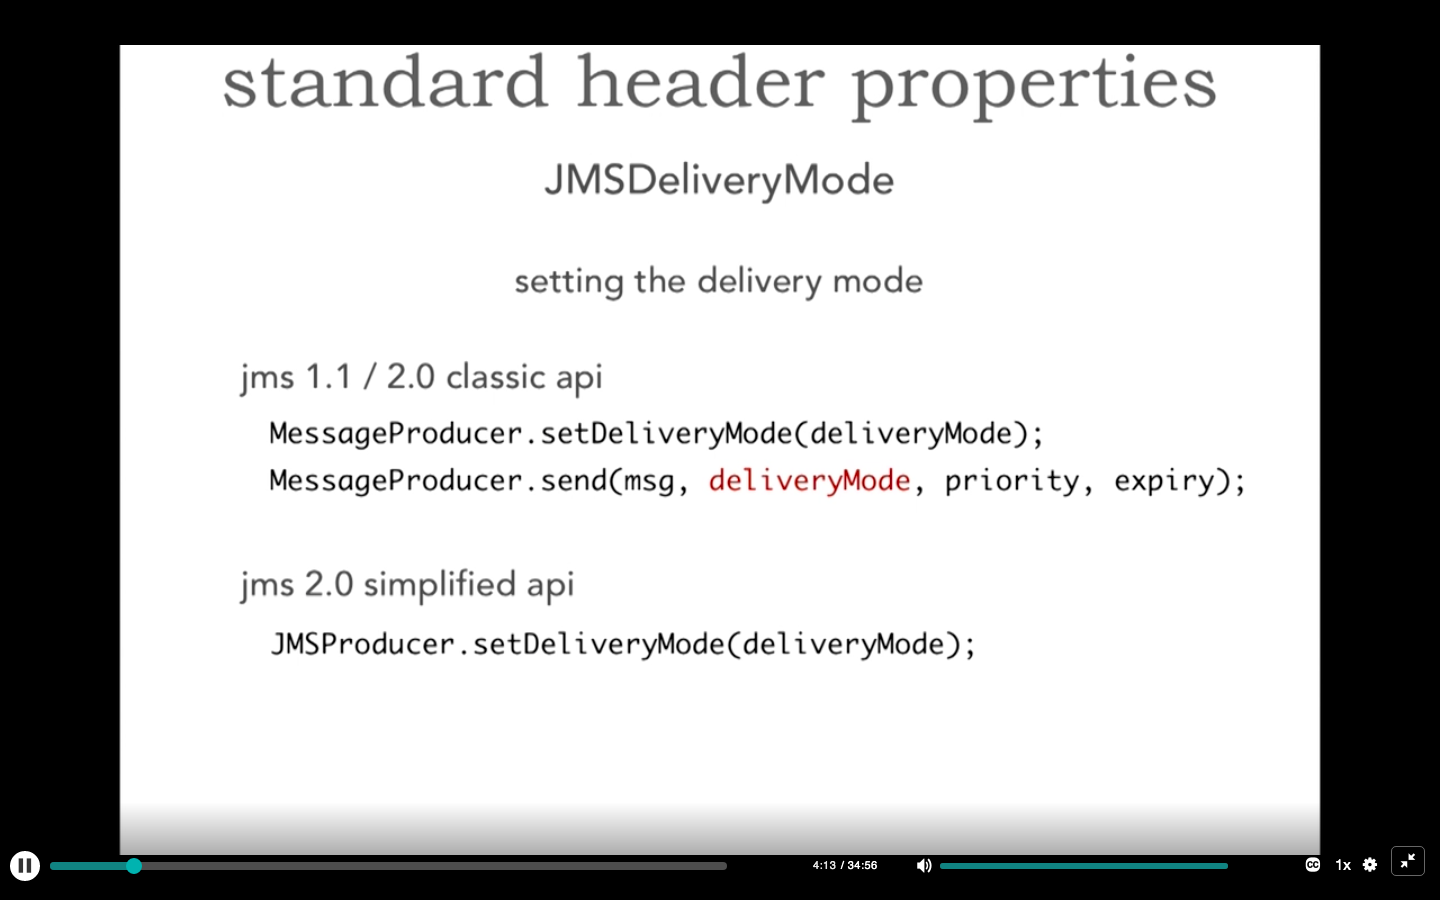 standard header properties
JMSDeliveryMode
setting the delivery mode
jms 1.1 / 2.0 classic api
MessageProducer.setDeliveryMode(deliveryMode);
MessageProducer.send(msg, deliveryMode, priority, expiry);
jms 2.0 simplified api
JMSProducer.setDeliveryMode(deliveryMode);
4:13 / 34:56
CC
1x